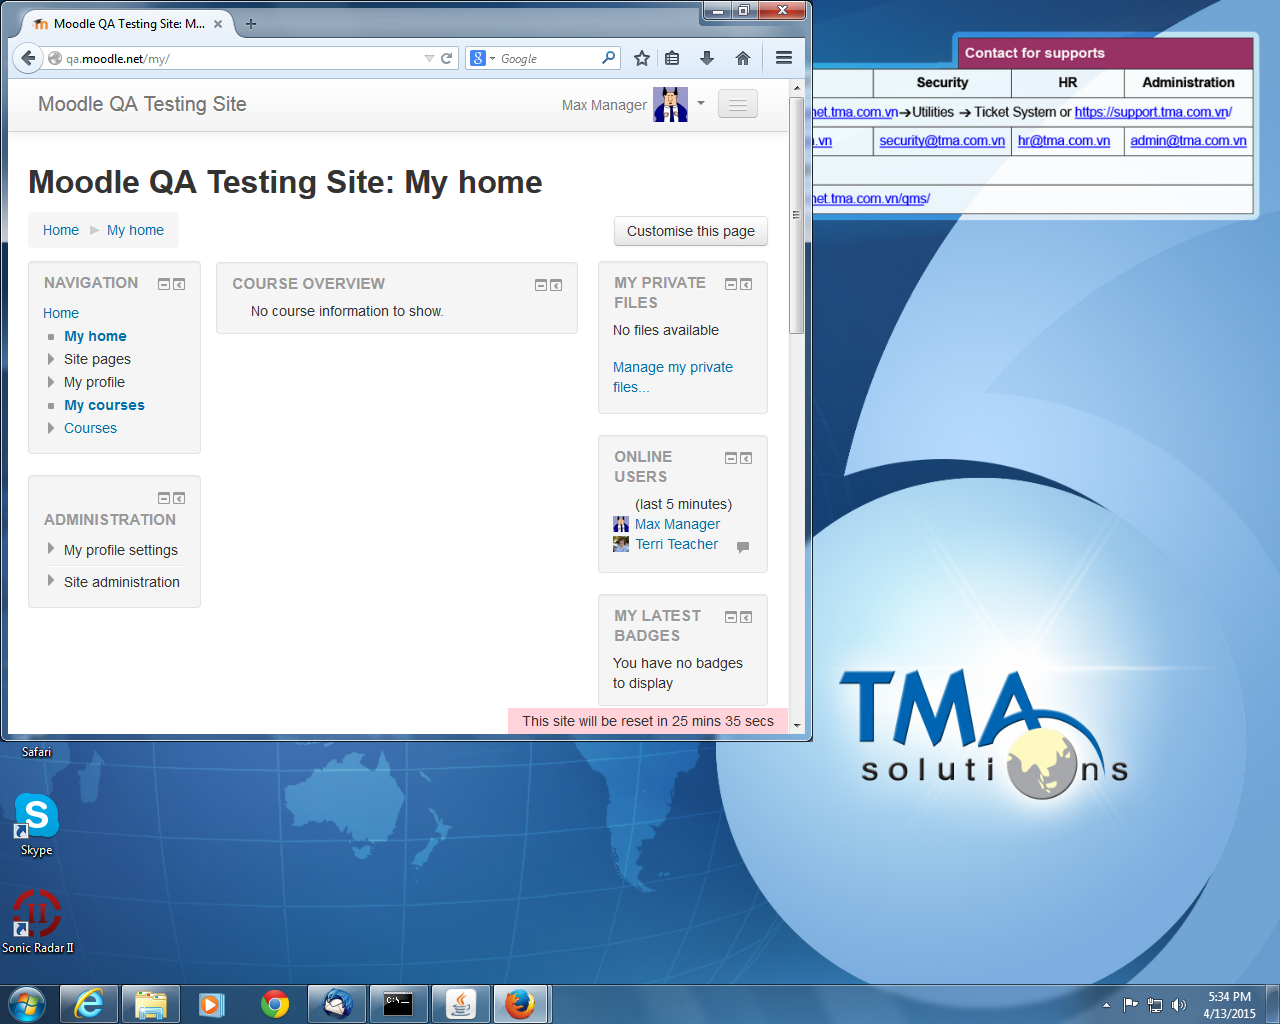 Moodle QA Testing Site: M...
qa.moodle.net/my/
Google
Moodle QA Testing Site
Max Manager
Moodle QA Testing Site: My home
Home
My home
Customise this page
NAVIGATION
Home
My home
Site pages
My profile
My courses
Courses
ADMINISTRATION
My profile settings
Site administration
COURSE OVERVIEW
No course information to show.
MY PRIVATE
FILES
No files available
Manage my private
files...
ONLINE
USERS
(last 5 minutes)
Max Manager
Terri Teacher
MY LATEST
BADGES
You have no badges
to display
This site will be reset in 25 mins 35 secs
Contact for supports
Security HR Administration
net.tma.com.vn→Utilities → Ticket System or https://support.tma.com.vn/
.vn security@tma.com.vn hr@tma.com.vn admin@tma.com.vn
net.tma.com.vn/qms/
TMA
solutions
Safari
Skype
Sonic Radar II
5:34 PM
4/13/2015